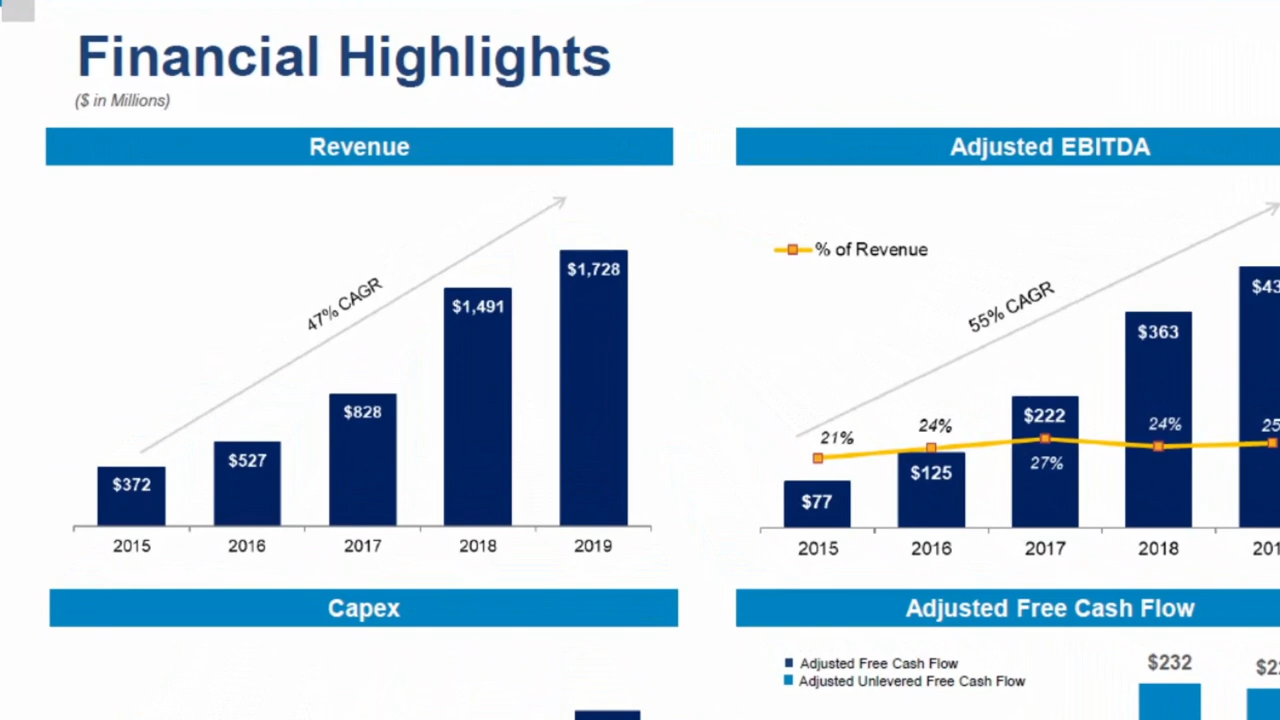 Financial Highlights
($ in Millions)
Revenue
47% CAGR
$372
$527
$828
$1,491
$1,728
2015 2016 2017 2018 2019
Adjusted EBITDA
% of Revenue
55% CAGR
21%
24%
27%
24%
$77
$125
$222
$363
2015 2016 2017 2018
Capex
Adjusted Free Cash Flow
Adjusted Free Cash Flow
Adjusted Unlevered Free Cash Flow
$232